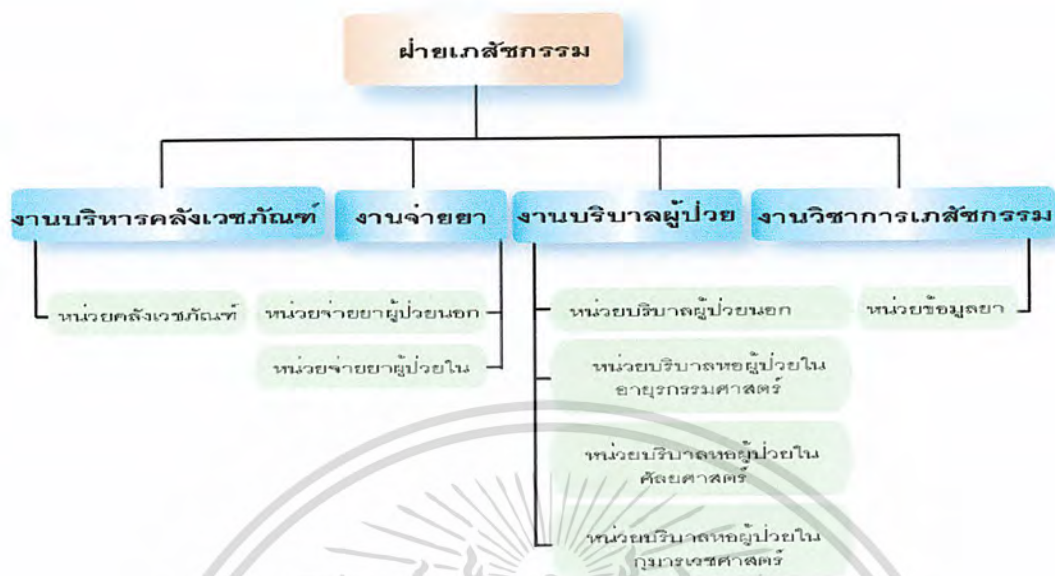 ฝ่ายเภสัชกรรม
งานบริหารคลังเวชภัณฑ์
งานจ่ายยา
งานบริบาลผู้ป่วย
งานวิชาการเภสัชกรรม
หน่วยคลังเวชภัณฑ์
หน่วยจ่ายยาผู้ป่วยนอก
หน่วยบริบาลผู้ป่วยนอก
หน่วยข้อมูลยา
หน่วยจ่ายยาผู้ป่วยใน
หน่วยบริบาลหอผู้ป่วยใน
อายุรกรรมศาสตร์
หน่วยบริบาลหอผู้ป่วยใน
ศัลยศาสตร์
หน่วยบริบาลหอผู้ป่วยใน
กุมารเวชศาสตร์